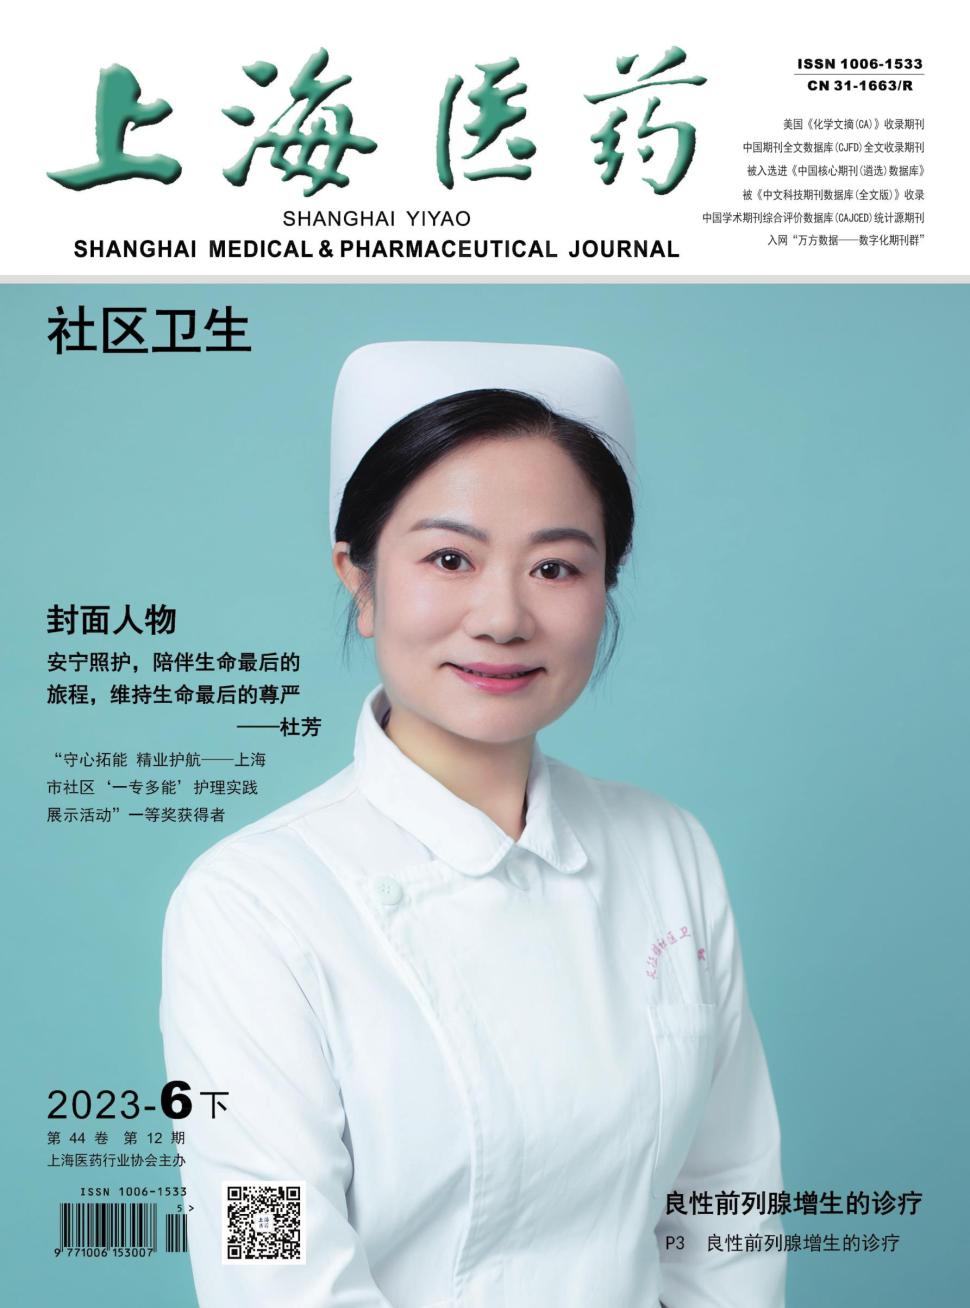 上海医药
SHANGHAI YIYAO
SHANGHAI MEDICAL & PHARMACEUTICAL JOURNAL
ISSN 1006-1533
CN 31-1663/R
美国《化学文摘(CA)》收录期刊
中国期刊全文数据库(CJFD)全文收录期刊
被入选进《中国核心期刊(遴选)数据库》
被《中文科技期刊数据库(全文版)》收录
中国学术期刊综合评价数据库(CAJCED)统计源期刊
入网“万方数据——数字化期刊群”
社区卫生
封面人物
安宁照护，陪伴生命最后的
旅程，维持生命最后的尊严
——杜芳
“守心拓能 精业护航——上海
市社区‘一专多能’护理实践
展示活动”一等奖获得者
2023-6下
第 44 卷 第 12 期
上海医药行业协会主办
ISSN 1006-1533
5>
9 771006 153007
上海
医药
良性前列腺增生的诊疗
P3 良性前列腺增生的诊疗